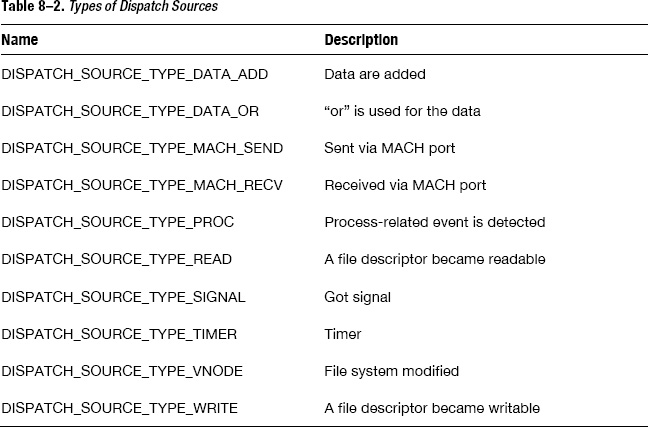 Table 8–2. Types of Dispatch Sources
Name Description
DISPATCH_SOURCE_TYPE_DATA_ADD Data are added
DISPATCH_SOURCE_TYPE_DATA_OR “or” is used for the data
DISPATCH_SOURCE_TYPE_MACH_SEND Sent via MACH port
DISPATCH_SOURCE_TYPE_MACH_RECV Received via MACH port
DISPATCH_SOURCE_TYPE_PROC Process-related event is detected
DISPATCH_SOURCE_TYPE_READ A file descriptor became readable
DISPATCH_SOURCE_TYPE_SIGNAL Got signal
DISPATCH_SOURCE_TYPE_TIMER Timer
DISPATCH_SOURCE_TYPE_VNODE File system modified
DISPATCH_SOURCE_TYPE_WRITE A file descriptor became writable